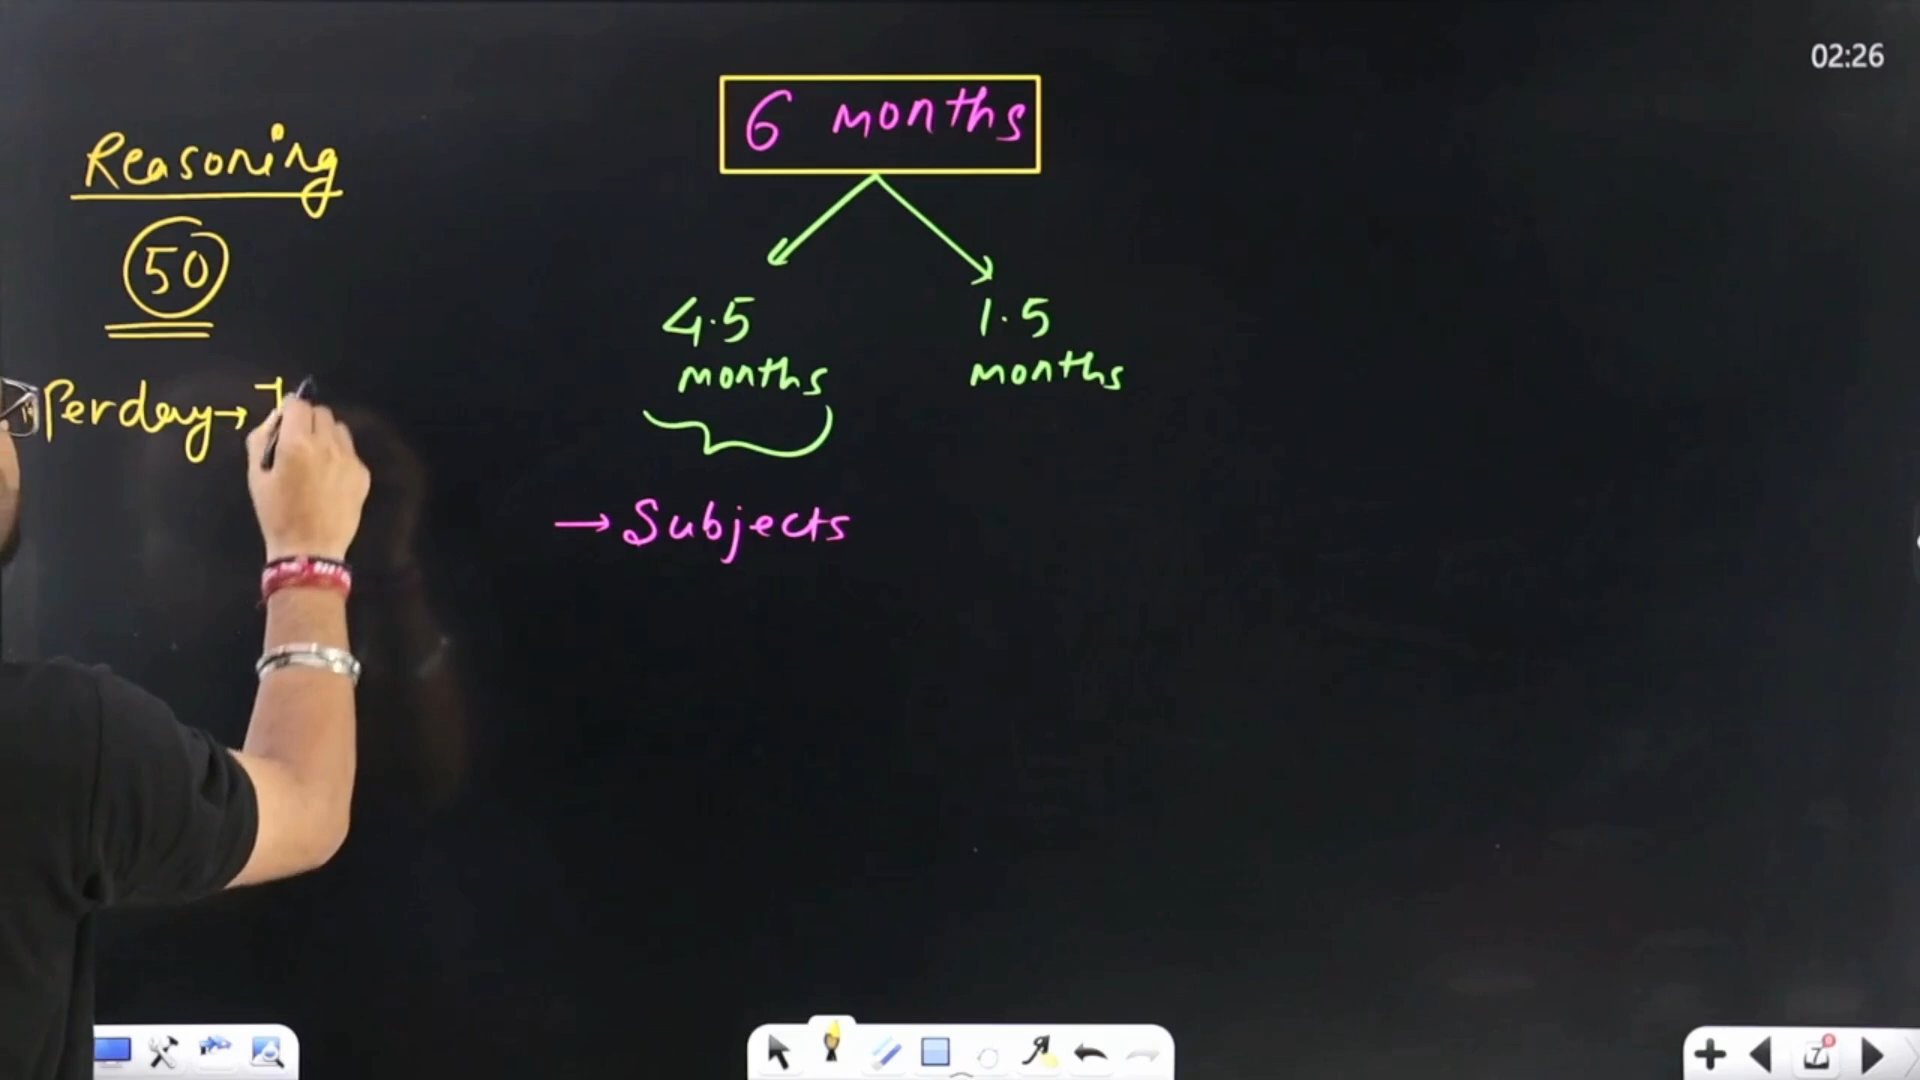 02:26
6 months
Reasoning
50
4.5
months
1.5
months
Per day →
→ Subjects